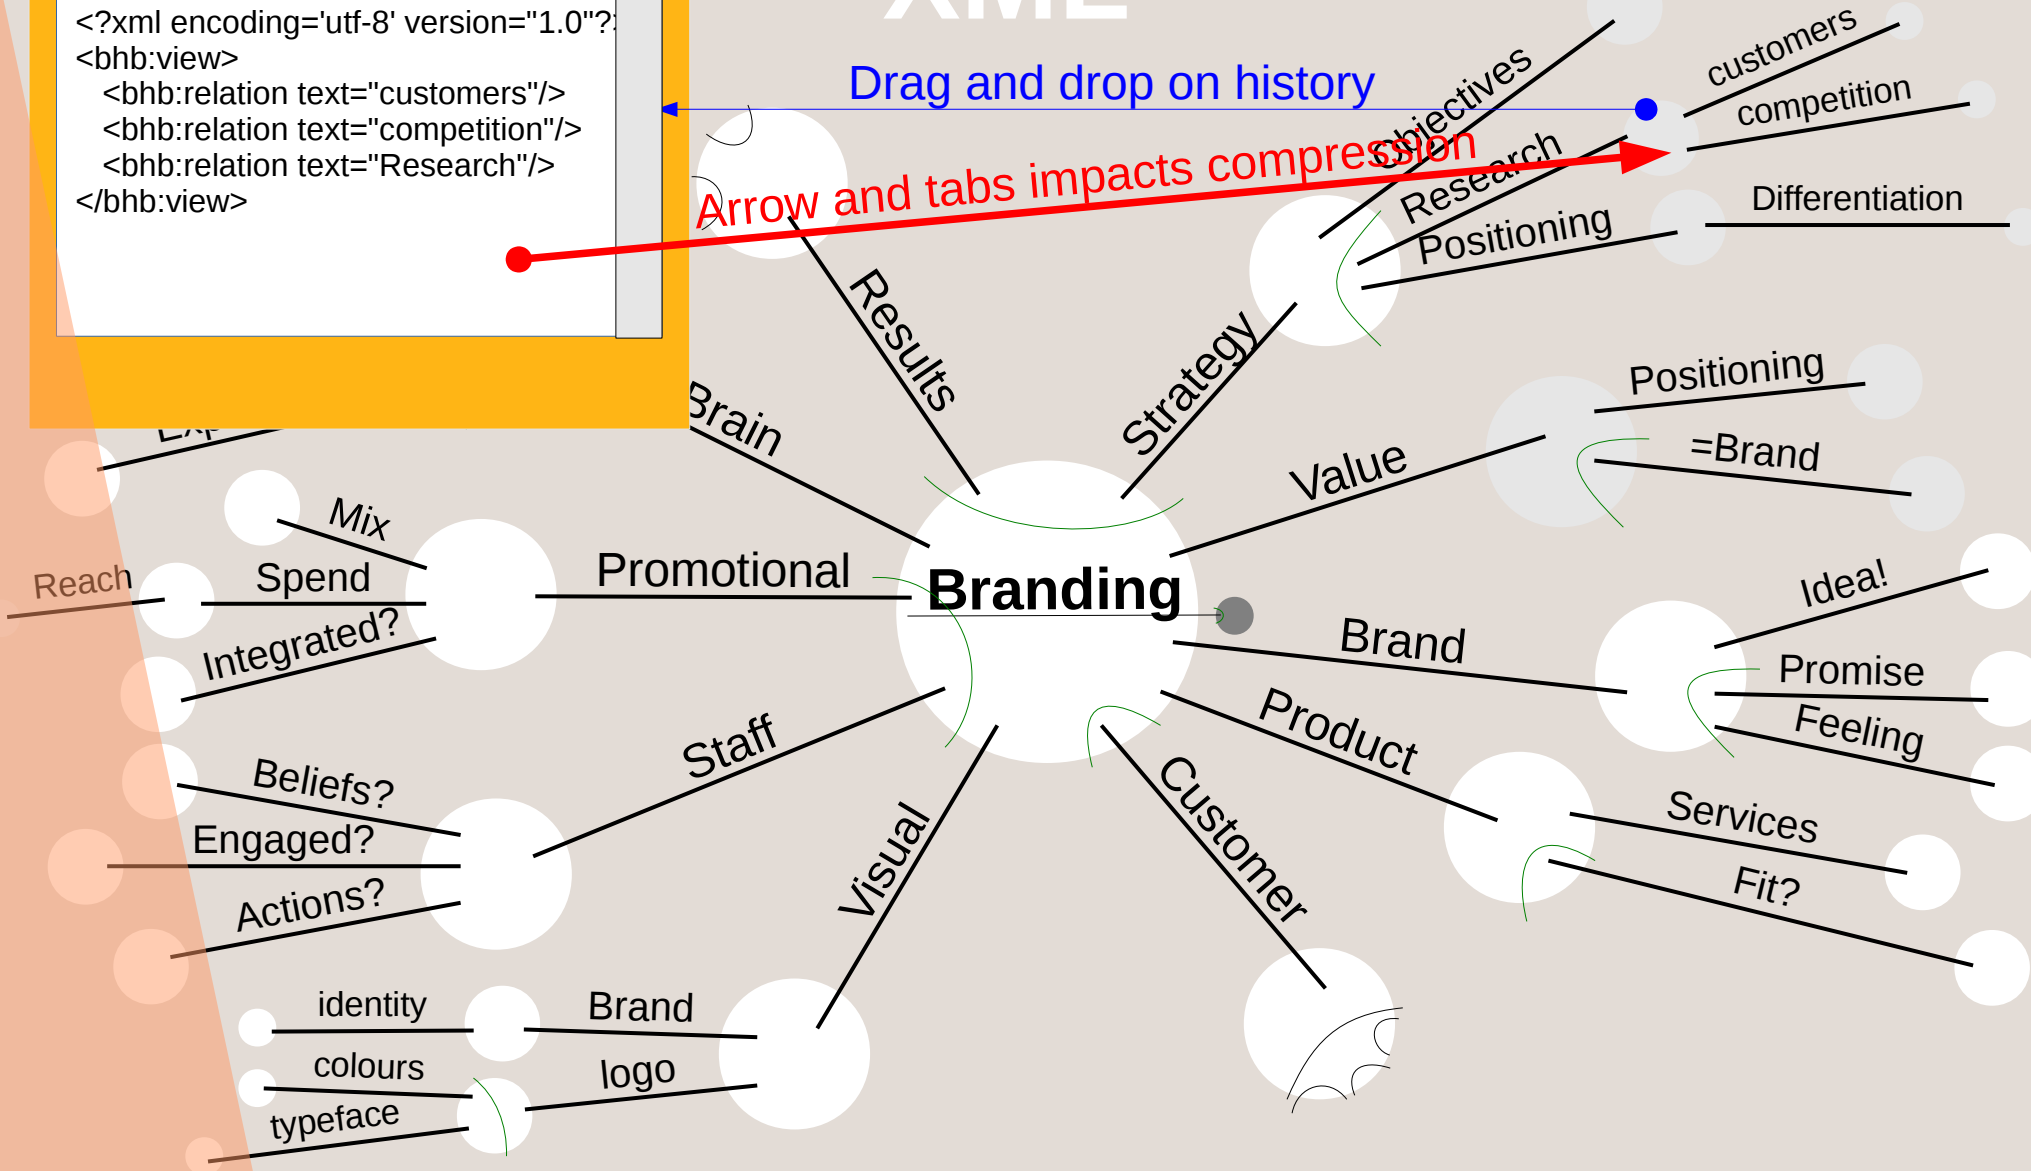 XML
<?xml encoding='utf-8' version="1.0"?>
<bhb:view>
<bhb:relation text="customers"/>
<bhb:relation text="competition"/>
<bhb:relation text="Research"/>
</bhb:view>
Drag and drop on history
Arrow and tabs impacts compression
Objectives
Research
Positioning
customers
competition
Differentiation
Results
Strategy
Brain
Value
Positioning
=Brand
Mix
Spend
Reach
Integrated?
Promotional
Branding
Brand
Idea!
Promise
Feeling
Product
Services
Fit?
Staff
Beliefs?
Engaged?
Actions?
Visual
Customer
Brand
identity
logo
colours
typeface